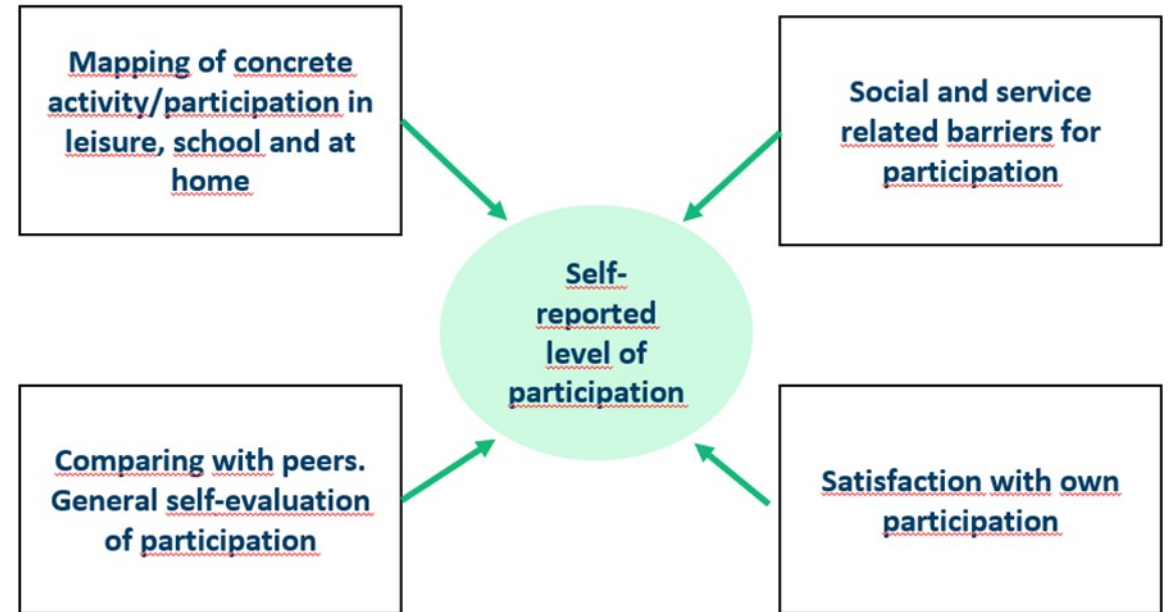 Mapping of concrete
activity/participation in
leisure, school and at
home
Social and service
related barriers for
participation
Self-
reported
level of
participation
Comparing with peers.
General self-evaluation
of participation
Satisfaction with own
participation